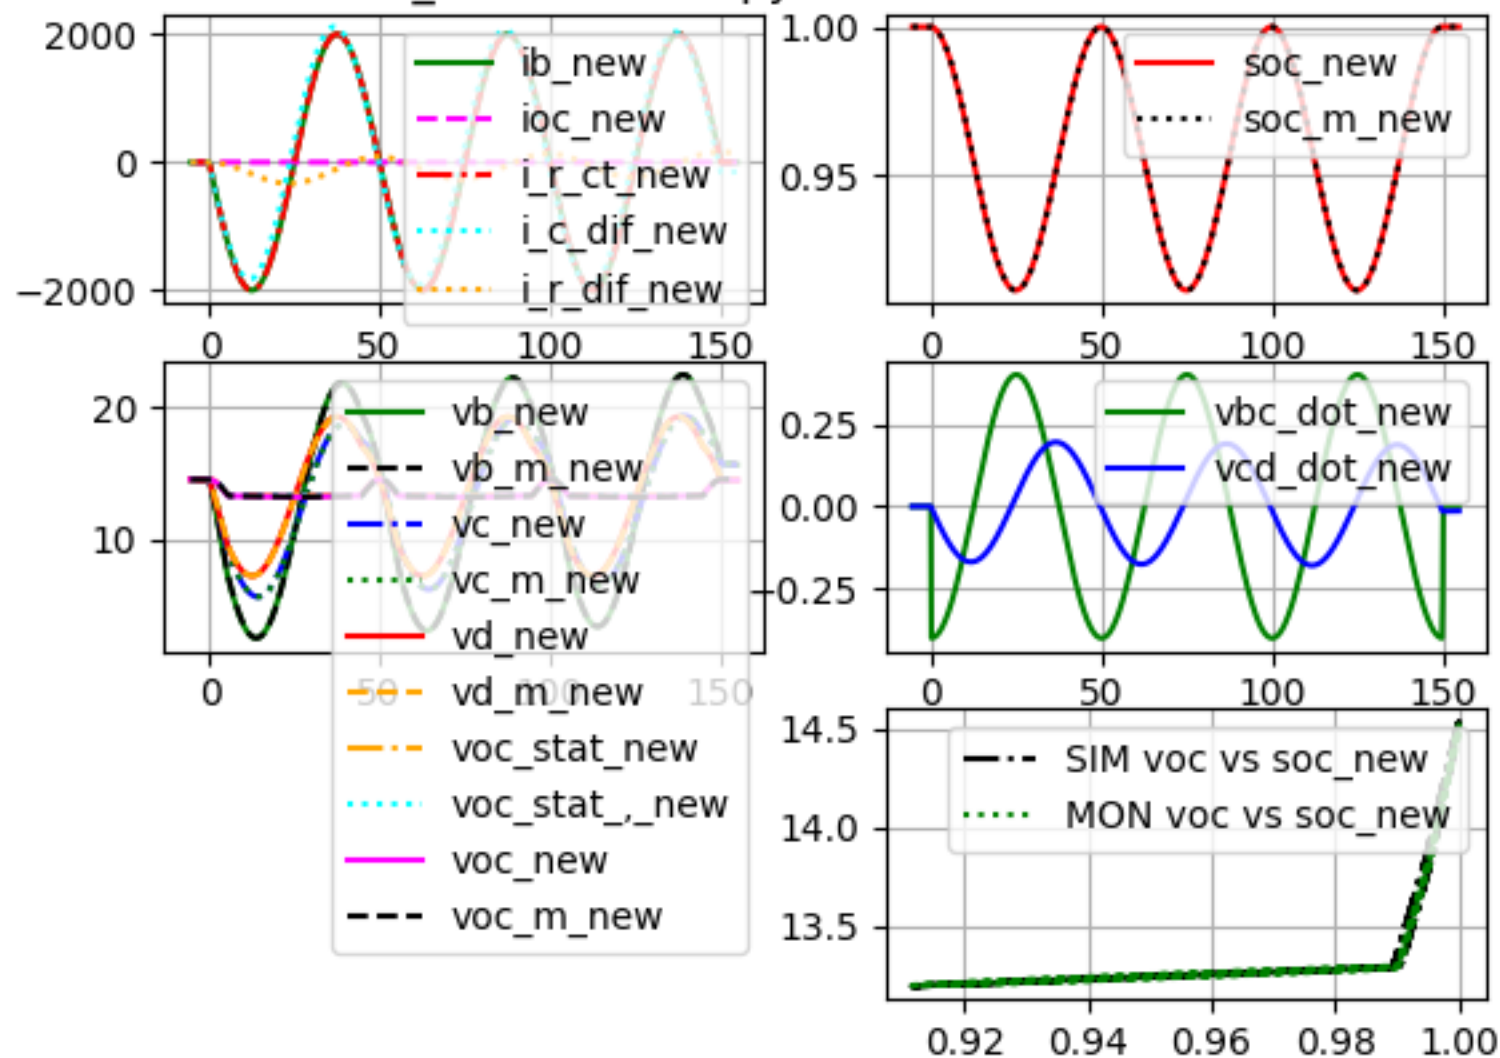 2000
0
−2000
ib_new
ioc_new
i_r_ct_new
i_c_dif_new
i_r_dif_new
0
50
100
150
1.00
0.95
soc_new
soc_m_new
0
50
100
150
20
10
vb_new
vb_m_new
vc_new
vc_m_new
vd_new
vd_m_new
voc_stat_new
voc_stat_,_new
voc_new
voc_m_new
0
50
100
150
0.25
0.00
−0.25
vbc_dot_new
vcd_dot_new
0
50
100
150
14.5
14.0
13.5
SIM voc vs soc_new
MON voc vs soc_new
0.92
0.94
0.96
0.98
1.00